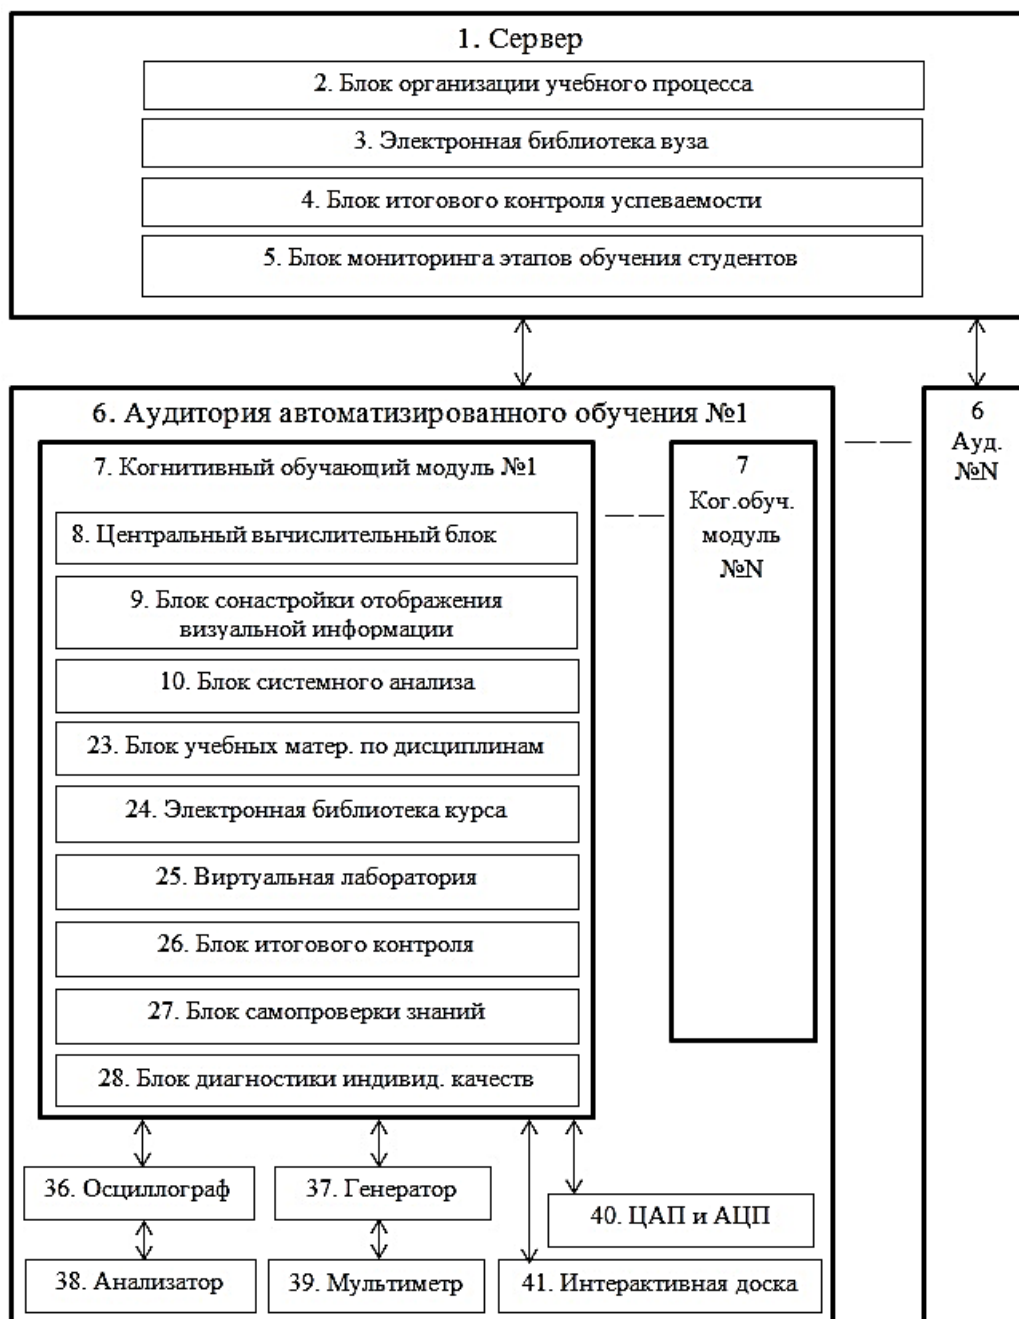 1. Сервер
2. Блок организации учебного процесса
3. Электронная библиотека вуза
4. Блок итогового контроля успеваемости
5. Блок мониторинга этапов обучения студентов
6. Аудитория автоматизированного обучения №1
7. Когнитивный обучающий модуль №1
8. Центральный вычислительный блок
9. Блок сонастройки отображения
визуальной информации
10. Блок системного анализа
23. Блок учебных матер. по дисциплинам
24. Электронная библиотека курса
25. Виртуальная лаборатория
26. Блок итогового контроля
27. Блок самопроверки знаний
28. Блок диагностики индивид. качеств
7
Ког.обуч.
модуль
№N
6
Ауд.
№N
36. Осциллограф
37. Генератор
40. ЦАП и АЦП
38. Анализатор
39. Мультиметр
41. Интерактивная доска